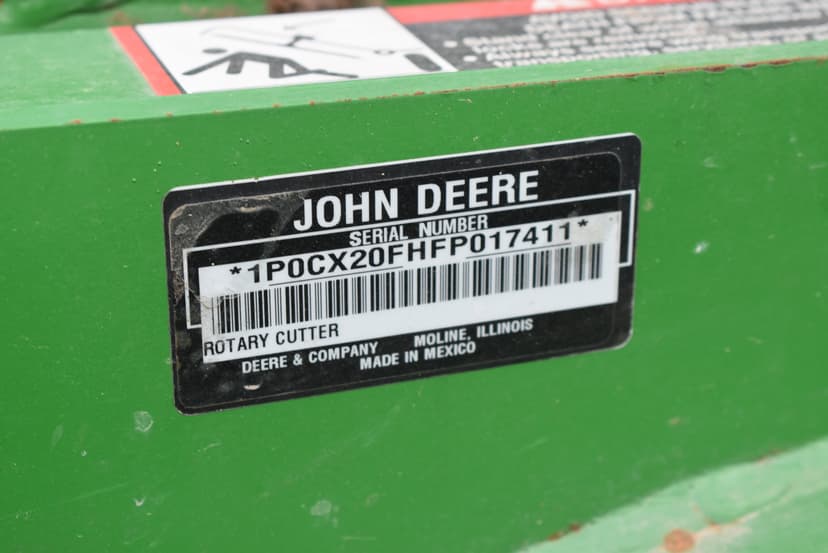 JOHN DEERE
SERIAL NUMBER
*1P0CX20FHFP017411*
ROTARY CUTTER
DEERE & COMPANY MOLINE, ILLINOIS
MADE IN MEXICO